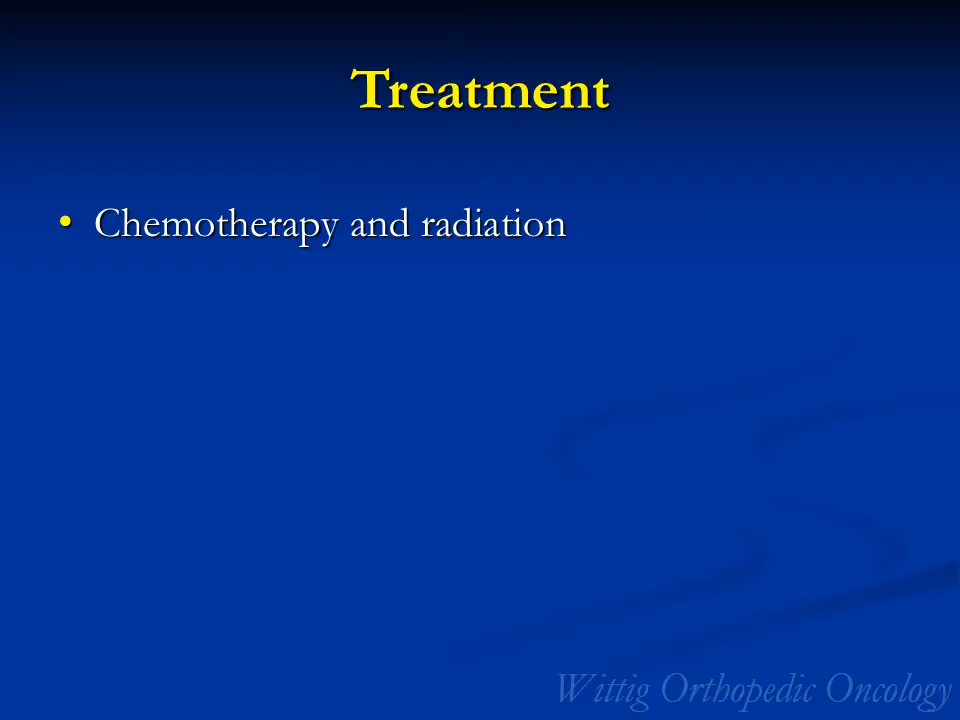 Treatment
• Chemotherapy and radiation
Wittig Orthopedic Oncology